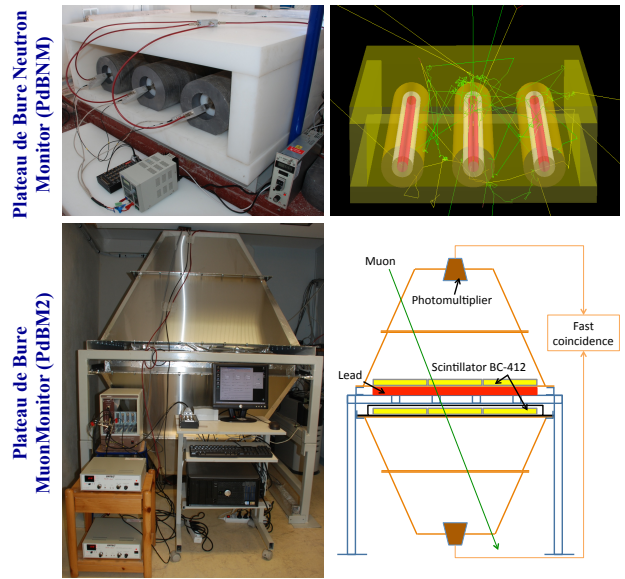 Plateau de Bure Neutron
Monitor (PdBNM)
Plateau de Bure
MuonMonitor (PdBM2)
Muon
Photomultiplier
Fast
coincidence
Scintillator BC-412
Lead